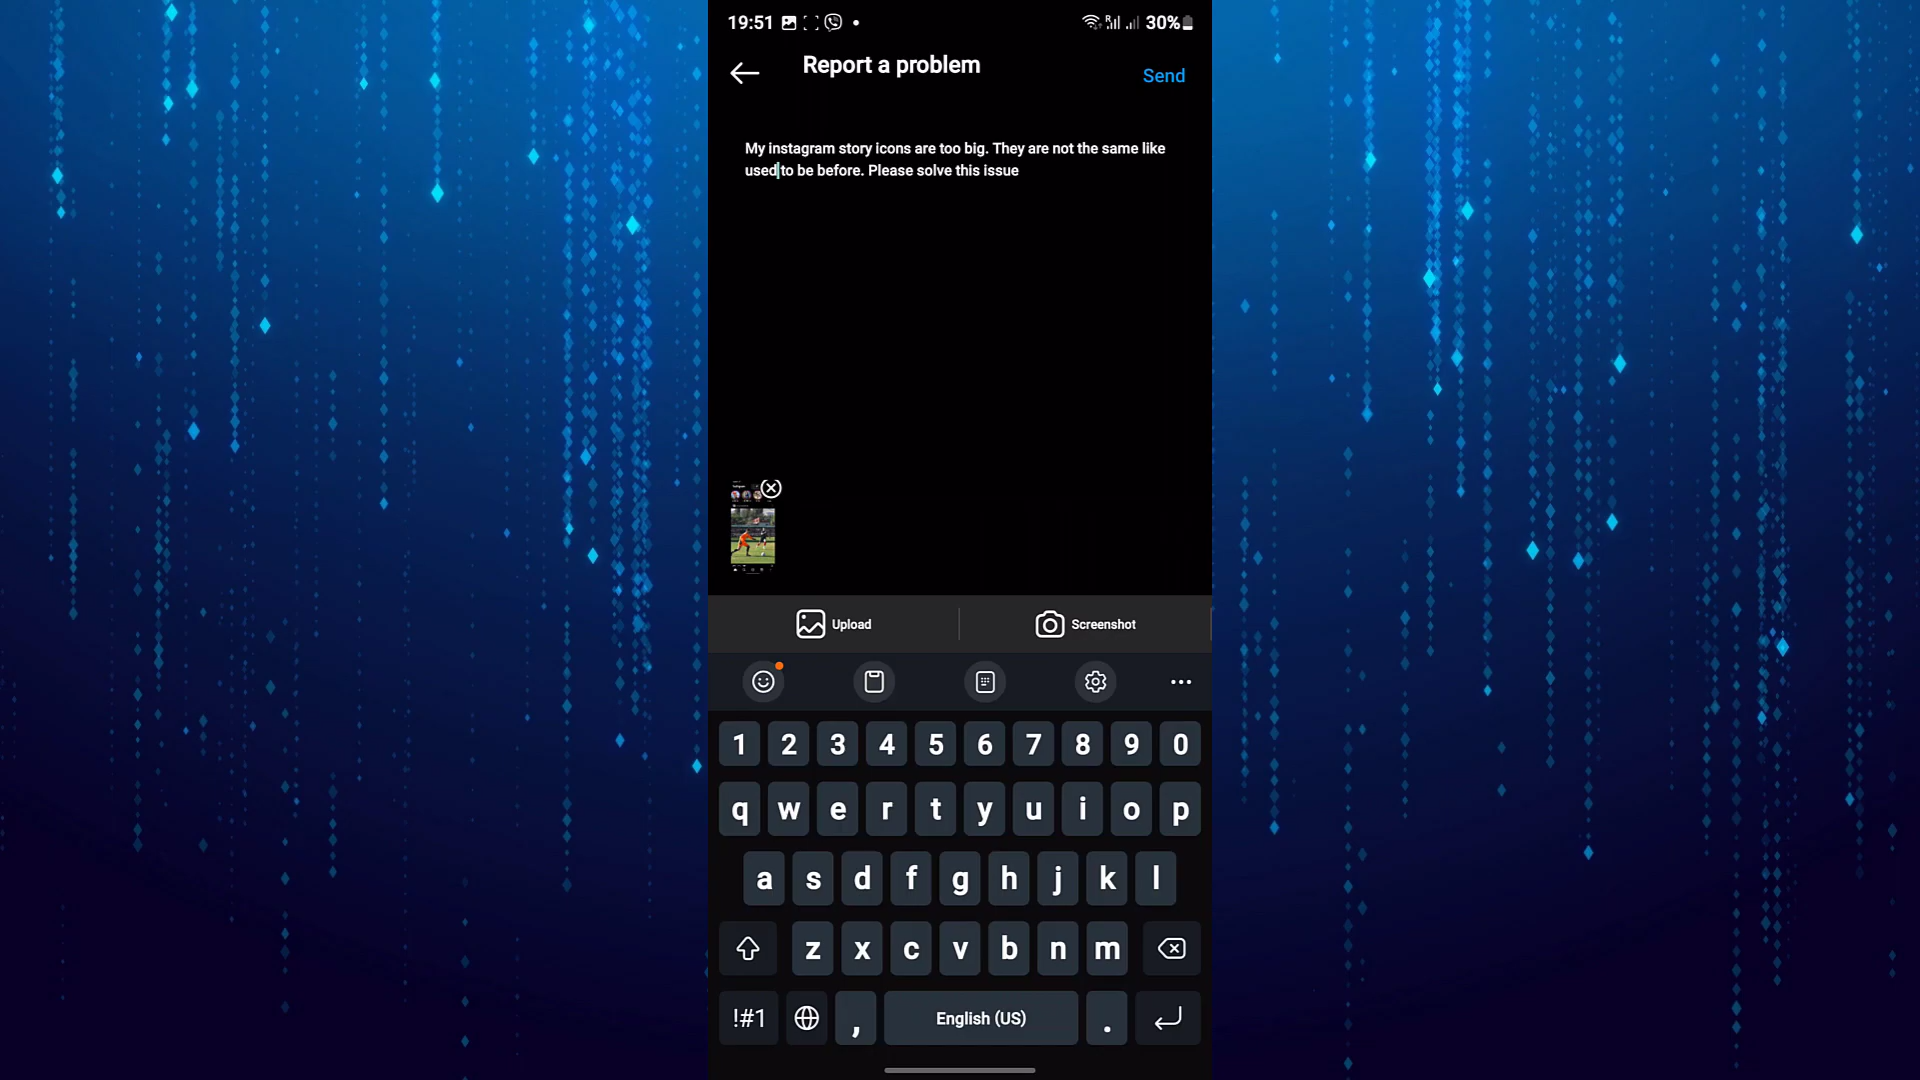 19:51
30%
Report a problem
Send
My instagram story icons are too big. They are not the same like
used to be before. Please solve this issue
Upload
Screenshot
1 2 3 4 5 6 7 8 9 0
q w e r t y u i o p
a s d f g h j k l
z x c v b n m
!#1 , English (US) .